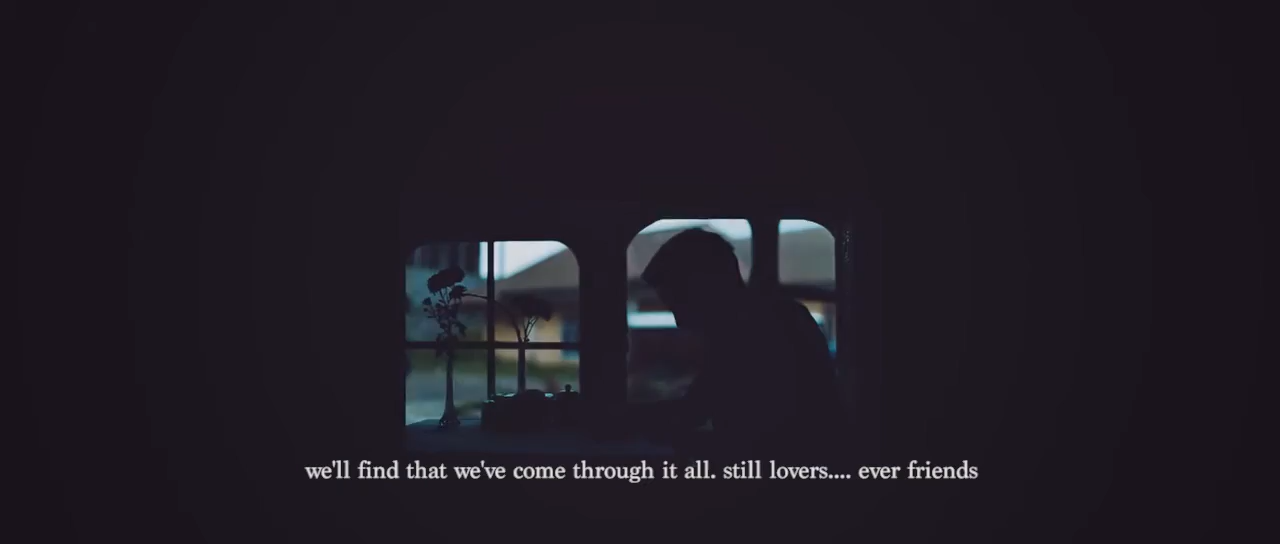 we'll find that we've come through it all. still lovers.... ever friends